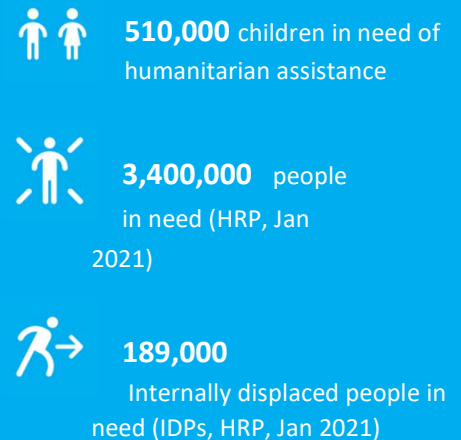 510,000 children in need of
humanitarian assistance
3,400,000 people
in need (HRP, Jan
2021)
189,000
Internally displaced people in
need (IDPs, HRP, Jan 2021)